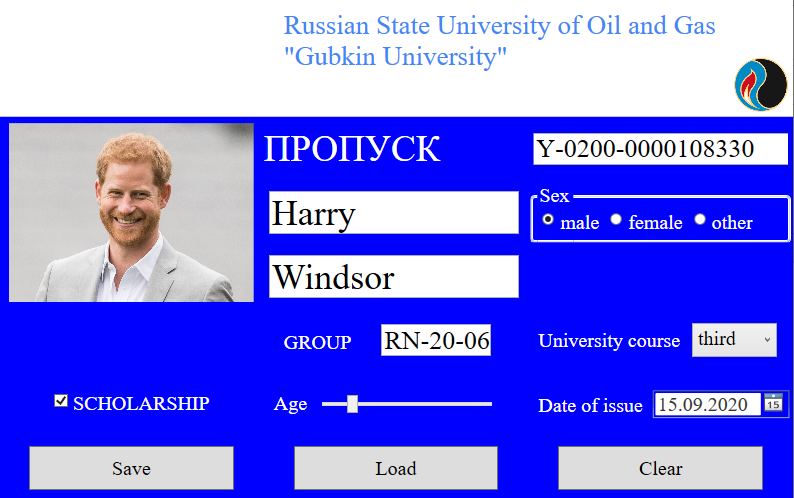 Russian State University of Oil and Gas
"Gubkin University"
ПРОПУСК
Y-0200-0000108330
Harry
Sex
male female other
Windsor
GROUP RN-20-06
University course third
SCHOLARSHIP
Age
Date of issue 15.09.2020 15
Save Load Clear